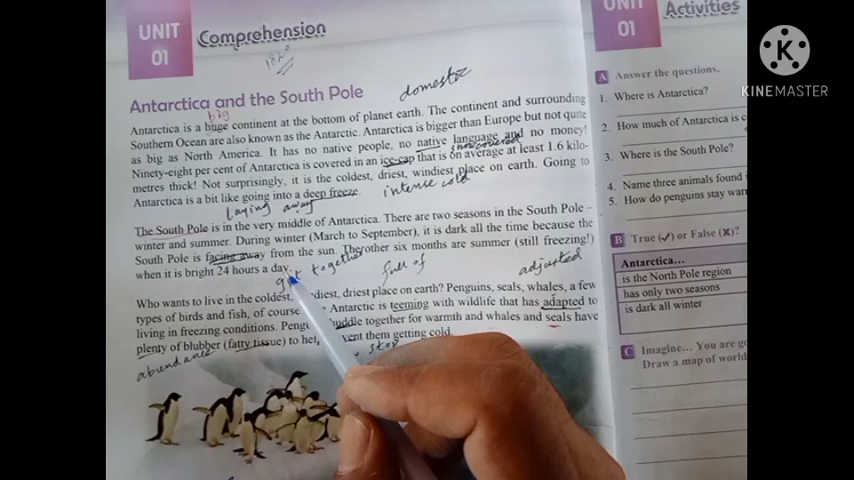 UNIT
01
Comprehension
1820
Antarctica and the South Pole
domestic
big
Antarctica is a huge continent at the bottom of planet earth. The continent and surrounding
Southern Ocean are also known as the Antarctic. Antarctica is bigger than Europe but not quite
as big as North America. It has no native people, no native language and no money!
snow covered
Ninety-eight per cent of Antarctica is covered in an ice-cap that is on average at least 1.6 kilo-
metres thick! Not surprisingly, it is the coldest, driest, windiest place on earth. Going to
Antarctica is a bit like going into a deep freeze.
intense cold
laying away
The South Pole is in the very middle of Antarctica. There are two seasons in the South Pole –
winter and summer. During winter (March to September), it is dark all the time because the
South Pole is facing away from the sun. The other six months are summer (still freezing!)
when it is bright 24 hours a day.
get together
full of
adjusted
Who wants to live in the coldest, driest place on earth? Penguins, seals, whales, a few
types of birds and fish, of course Antarctic is teeming with wildlife that has adapted to
living in freezing conditions. huddle together for warmth and whales and seals have
plenty of blubber (fatty tissue) to them getting cold.
abundance
stop
UNIT
01
Activities
A Answer the questions.
1. Where is Antarctica?
2. How much of Antarctica is
3. Where is the South Pole?
4. Name three animals found
5. How do penguins stay
B True (✓) or False (✗)?
Antarctica...
is the North Pole region
has only two seasons
is dark all winter
C Imagine... You are
Draw a map of world
KINEMASTER